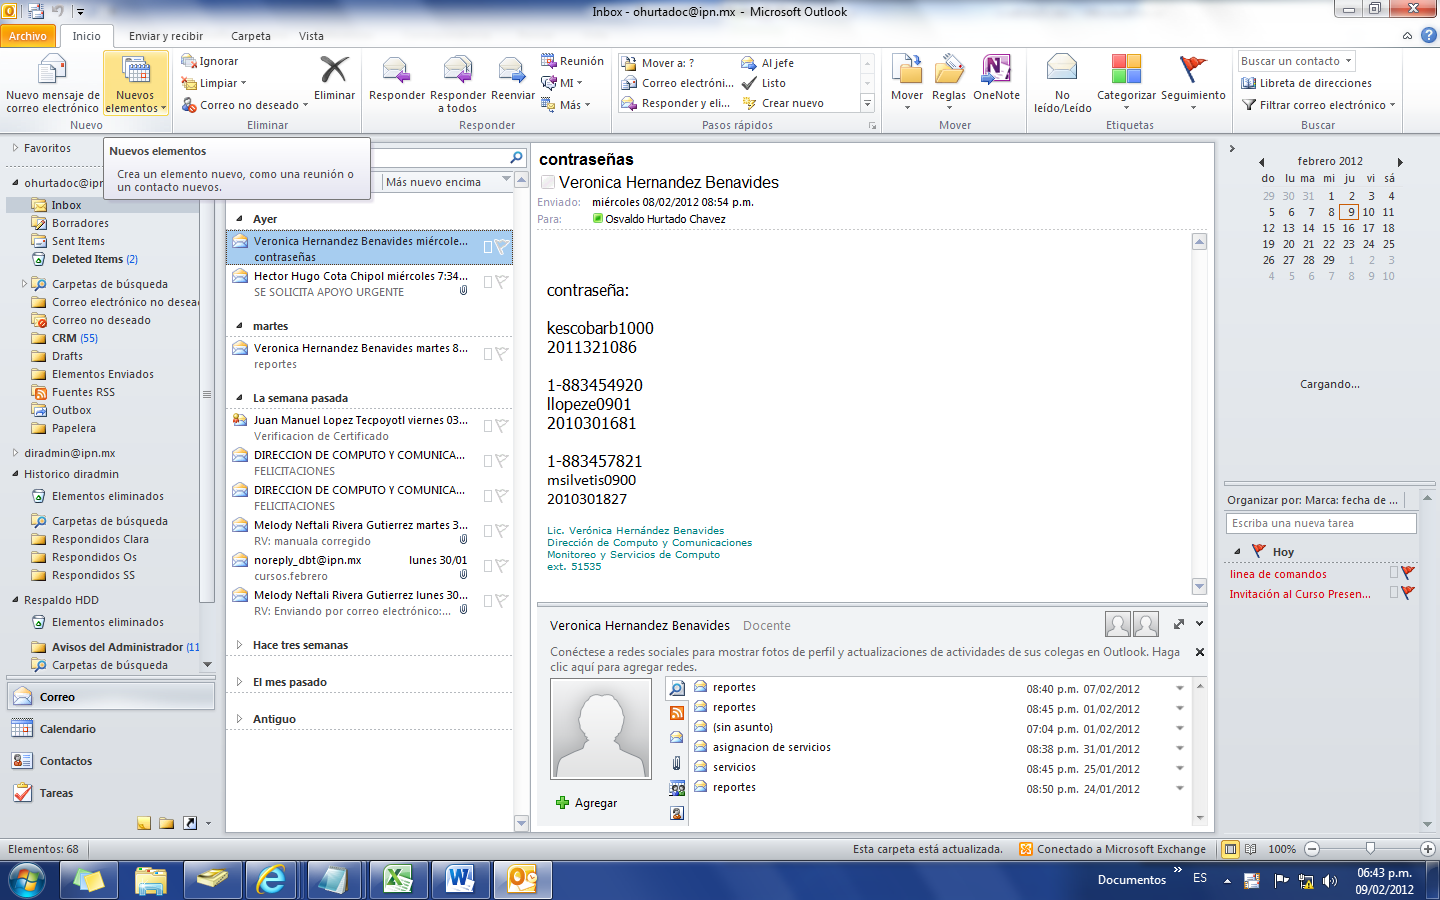 Inbox - ohurtadoc@ipn.mx - Microsoft Outlook
Archivo Inicio Enviar y recibir Carpeta Vista
Nuevo mensaje de correo electrónico
Nuevos elementos
Nuevo
Ignorar
Limpiar
Correo no deseado
Eliminar
Eliminar
Responder
Responder a todos
Reenviar
Reunión
MI
Más
Responder
Mover a: ?
Correo electróni...
Responder y eli...
Al jefe
Listo
Crear nuevo
Pasos rápidos
Mover
Reglas
OneNote
Mover
No leído/Leído
Categorizar
Seguimiento
Etiquetas
Buscar un contacto
Libreta de direcciones
Filtrar correo electrónico
Buscar
Nuevos elementos
Crea un elemento nuevo, como una reunión o
un contacto nuevos.
Favoritos
ohurtadoc@ipn
Inbox
Borradores
Sent Items
Deleted Items (2)
Carpetas de búsqueda
Correo electrónico no desea
Correo no deseado
CRM (55)
Drafts
Elementos Enviados
Fuentes RSS
Outbox
Papelera
diradmin@ipn.mx
Historico diradmin
Elementos eliminados
Carpetas de búsqueda
Respondidos Clara
Respondidos Os
Respondidos SS
Respaldo HDD
Elementos eliminados
Avisos del Administrador (11
Carpetas de búsqueda
Correo
Calendario
Contactos
Tareas
Más nuevo encima
Ayer
Veronica Hernandez Benavides miércole...
contraseñas
Hector Hugo Cota Chipol miércoles 7:34...
SE SOLICITA APOYO URGENTE
martes
Veronica Hernandez Benavides martes 8...
reportes
La semana pasada
Juan Manuel Lopez Tecpoyotl viernes 03...
Verificacion de Certificado
DIRECCION DE COMPUTO Y COMUNICA...
FELICITACIONES
DIRECCION DE COMPUTO Y COMUNICA...
FELICITACIONES
Melody Neftali Rivera Gutierrez martes 3...
RV: manuala corregido
noreply_dbt@ipn.mx lunes 30/01
cursos.febrero
Melody Neftali Rivera Gutierrez lunes 30...
RV: Enviando por correo electrónico:...
Hace tres semanas
El mes pasado
Antiguo
contraseñas
Veronica Hernandez Benavides
Enviado: miércoles 08/02/2012 08:54 p.m.
Para: Osvaldo Hurtado Chavez
contraseña:
kescobarb1000
2011321086
1-883454920
llopeze0901
2010301681
1-883457821
msilvetis0900
2010301827
Lic. Verónica Hernández Benavides
Dirección de Computo y Comunicaciones
Monitoreo y Servicios de Computo
ext. 51535
Veronica Hernandez Benavides Docente
Conéctese a redes sociales para mostrar fotos de perfil y actualizaciones de actividades de sus colegas en Outlook. Haga
clic aquí para agregar redes.
Agregar
reportes 08:40 p.m. 07/02/2012
reportes 08:45 p.m. 01/02/2012
(sin asunto) 07:04 p.m. 01/02/2012
asignacion de servicios 08:38 p.m. 31/01/2012
servicios 08:45 p.m. 25/01/2012
reportes 08:50 p.m. 24/01/2012
febrero 2012
do lu ma mi ju vi sá
29 30 31 1 2 3 4
5 6 7 8 9 10 11
12 13 14 15 16 17 18
19 20 21 22 23 24 25
26 27 28 29 1 2 3
4 5 6 7 8 9 10
Cargando...
Organizar por: Marca: fecha de ...
Escriba una nueva tarea
Hoy
linea de comandos
Invitación al Curso Presen...
Elementos: 68
Esta carpeta está actualizada.
Conectado a Microsoft Exchange
100%
Documentos
ES
06:43 p.m.
09/02/2012